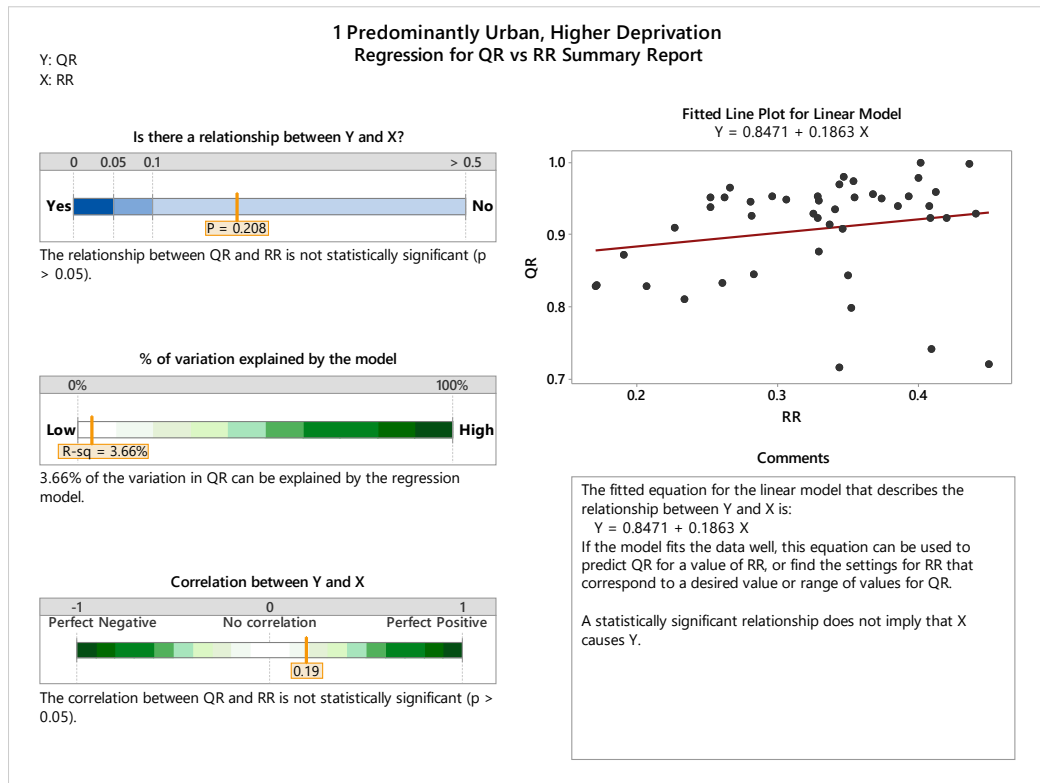 1 Predominantly Urban, Higher Deprivation
Regression for QR vs RR Summary Report
Y: QR
X: RR
Is there a relationship between Y and X?
0 0.05 0.1 > 0.5
Yes No
P = 0.208
The relationship between QR and RR is not statistically significant (p
> 0.05).
% of variation explained by the model
0% 100%
Low High
R-sq = 3.66%
3.66% of the variation in QR can be explained by the regression
model.
Correlation between Y and X
-1 0 1
Perfect Negative No correlation Perfect Positive
0.19
The correlation between QR and RR is not statistically significant (p >
0.05).
Fitted Line Plot for Linear Model
Y = 0.8471 + 0.1863 X
1.0
0.9
0.8
0.7
QR
0.2 0.3 0.4
RR
Comments
The fitted equation for the linear model that describes the
relationship between Y and X is:
Y = 0.8471 + 0.1863 X
If the model fits the data well, this equation can be used to
predict QR for a value of RR, or find the settings for RR that
correspond to a desired value or range of values for QR.
A statistically significant relationship does not imply that X
causes Y.